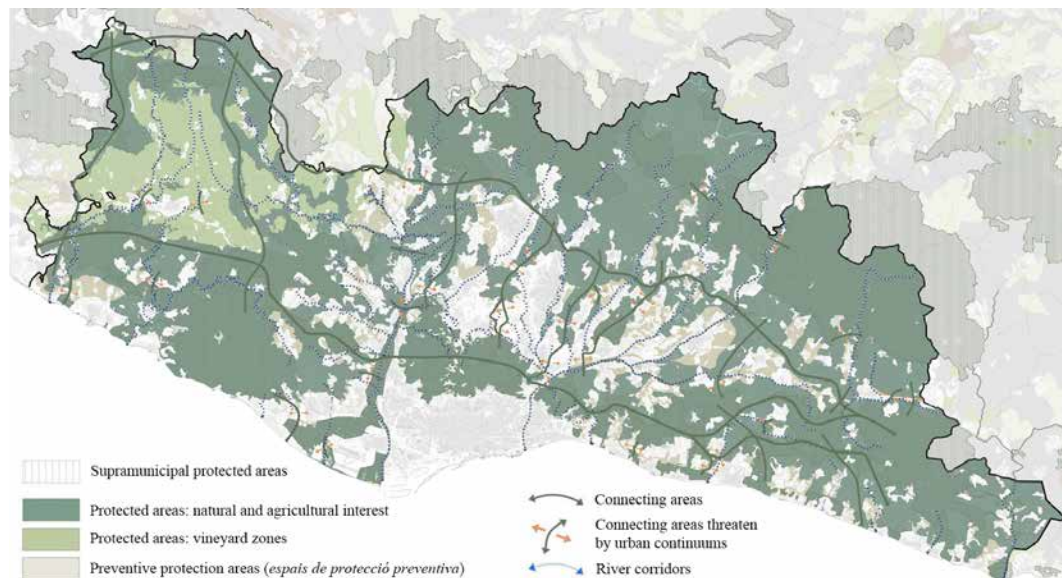 Supramunicipal protected areas
Protected areas: natural and agricultural interest
Protected areas: vineyard zones
Preventive protection areas (espais de protecció preventiva)
Connecting areas
Connecting areas threaten
by urban continuums
River corridors